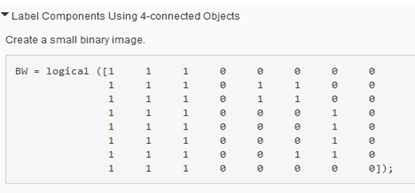 Label Components Using 4-connected Objects
Create a small binary image.
BW = logical ([1 1 1 0 0 0 0 0
1 1 1 0 1 1 0 0
1 1 1 0 1 1 0 0
1 1 1 0 0 0 1 0
1 1 1 0 0 0 1 0
1 1 1 0 0 0 1 0
1 1 1 0 0 1 1 0
1 1 1 0 0 0 0 0]);